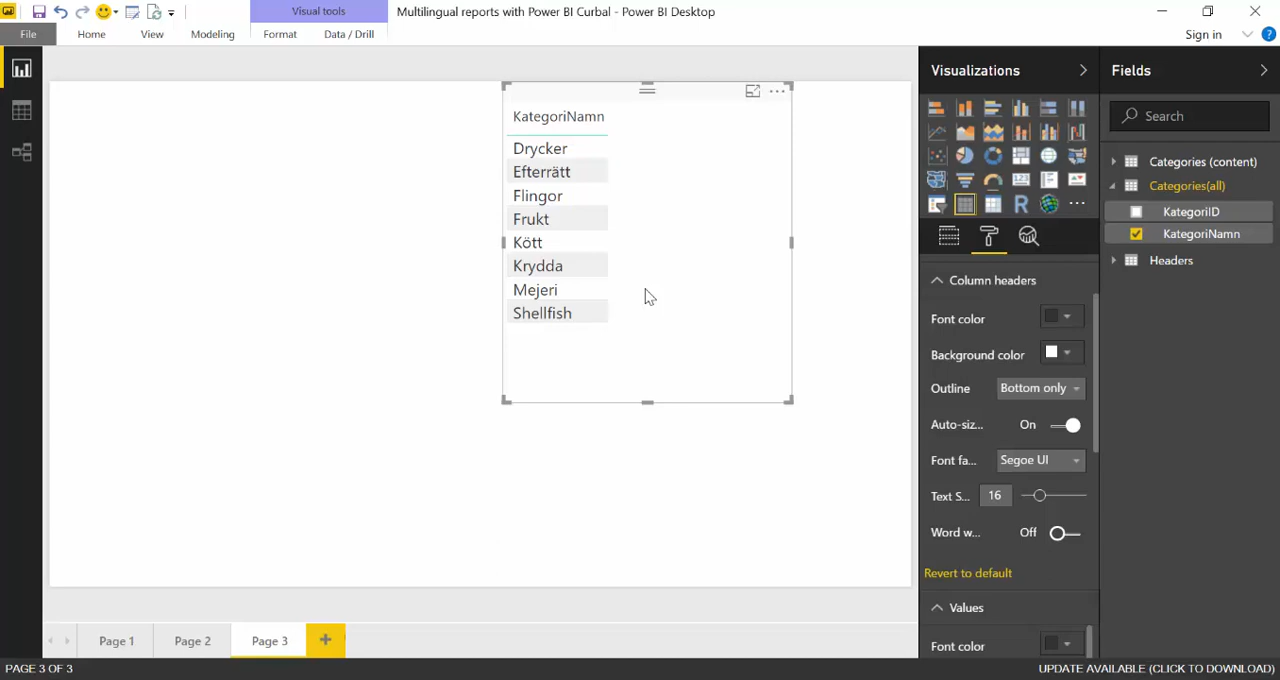 Visual tools
Multilingual reports with Power BI Curbal - Power BI Desktop
File
Home
View
Modeling
Format
Data / Drill
Sign in
?
KategoriNamn
Drycker
Efterrätt
Flingor
Frukt
Kött
Krydda
Mejeri
Shellfish
Visualizations
123
R
Column headers
Font color
Background color
Outline
Bottom only
Auto-siz...
On
Font fa...
Segoe UI
Text S...
16
Word w...
Off
Revert to default
Values
Font color
Fields
Search
Categories (content)
Categories(all)
KategoriID
KategoriNamn
Headers
Page 1
Page 2
Page 3
+
PAGE 3 OF 3
UPDATE AVAILABLE (CLICK TO DOWNLOAD)